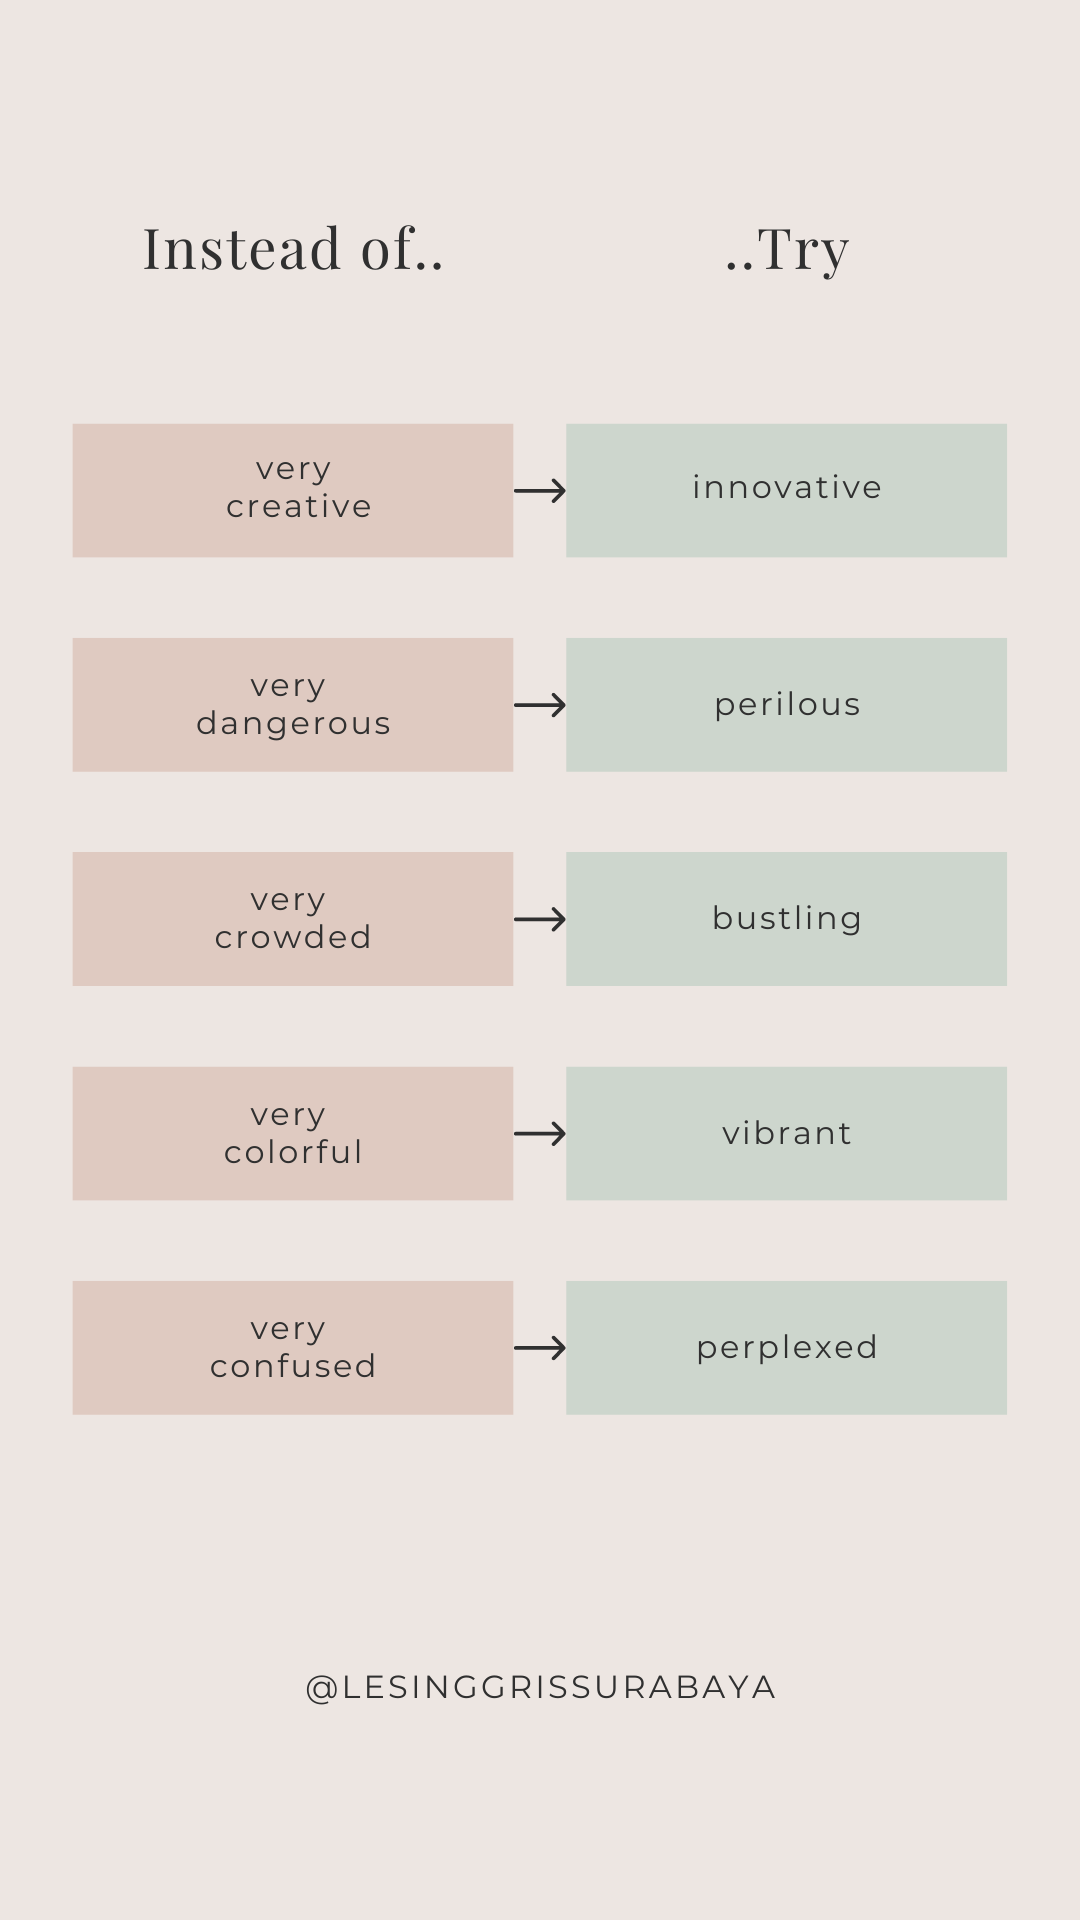 Instead of..
..Try
very
creative
innovative
very
dangerous
perilous
very
crowded
bustling
very
colorful
vibrant
very
confused
perplexed
@LESINGGRISSURABAYA